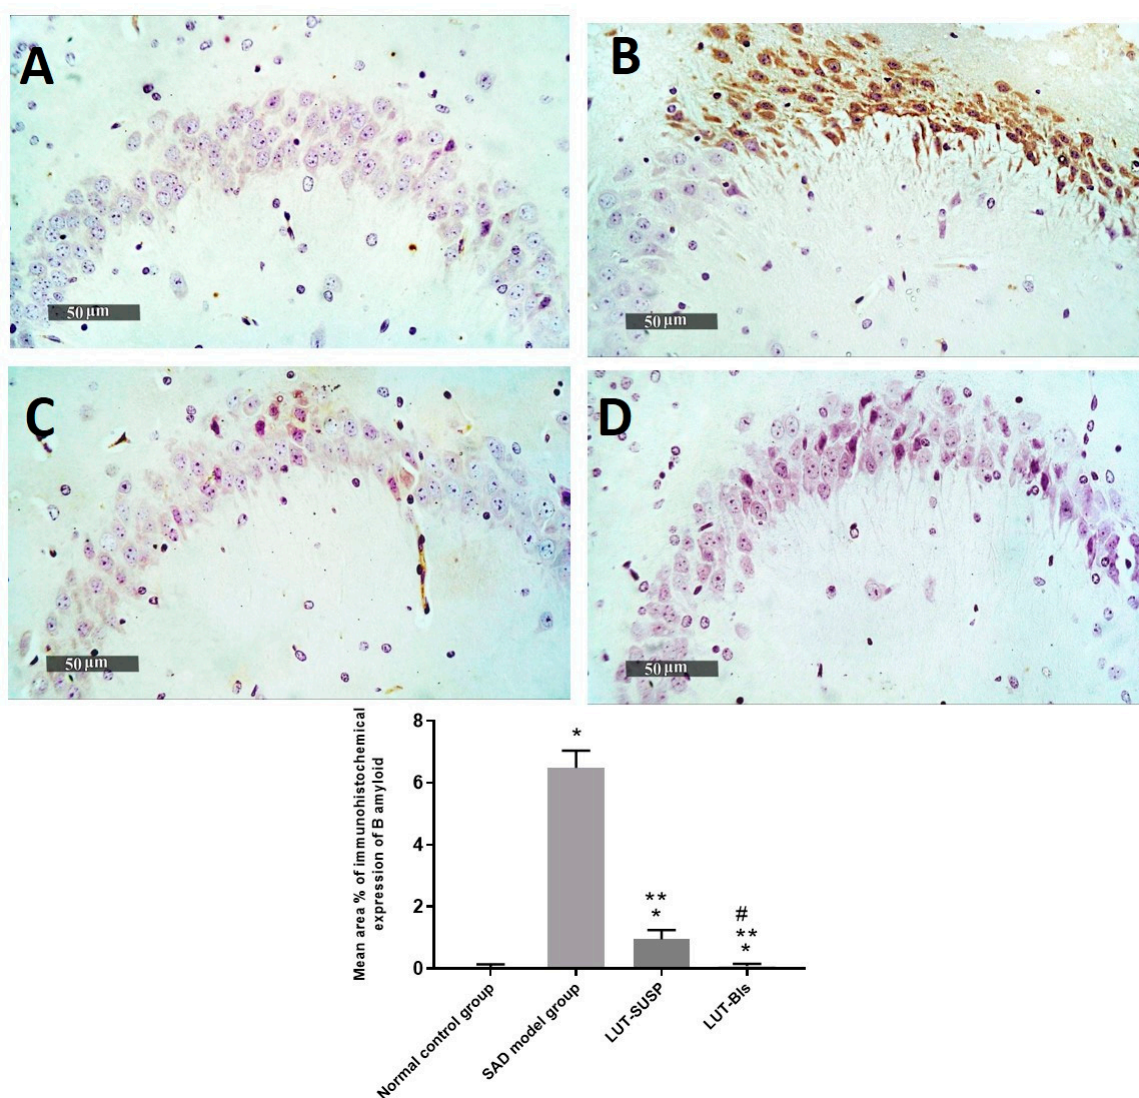 A
B
50 µm
50 µm
C
D
50 µm
50 µm
Mean area % of immunohistochemical
expression of B amyloid
8
6
4
2
0
*
**
*
#
**
*
Normal control group
SAD model group
LUT-SUSP
LUT-Bls